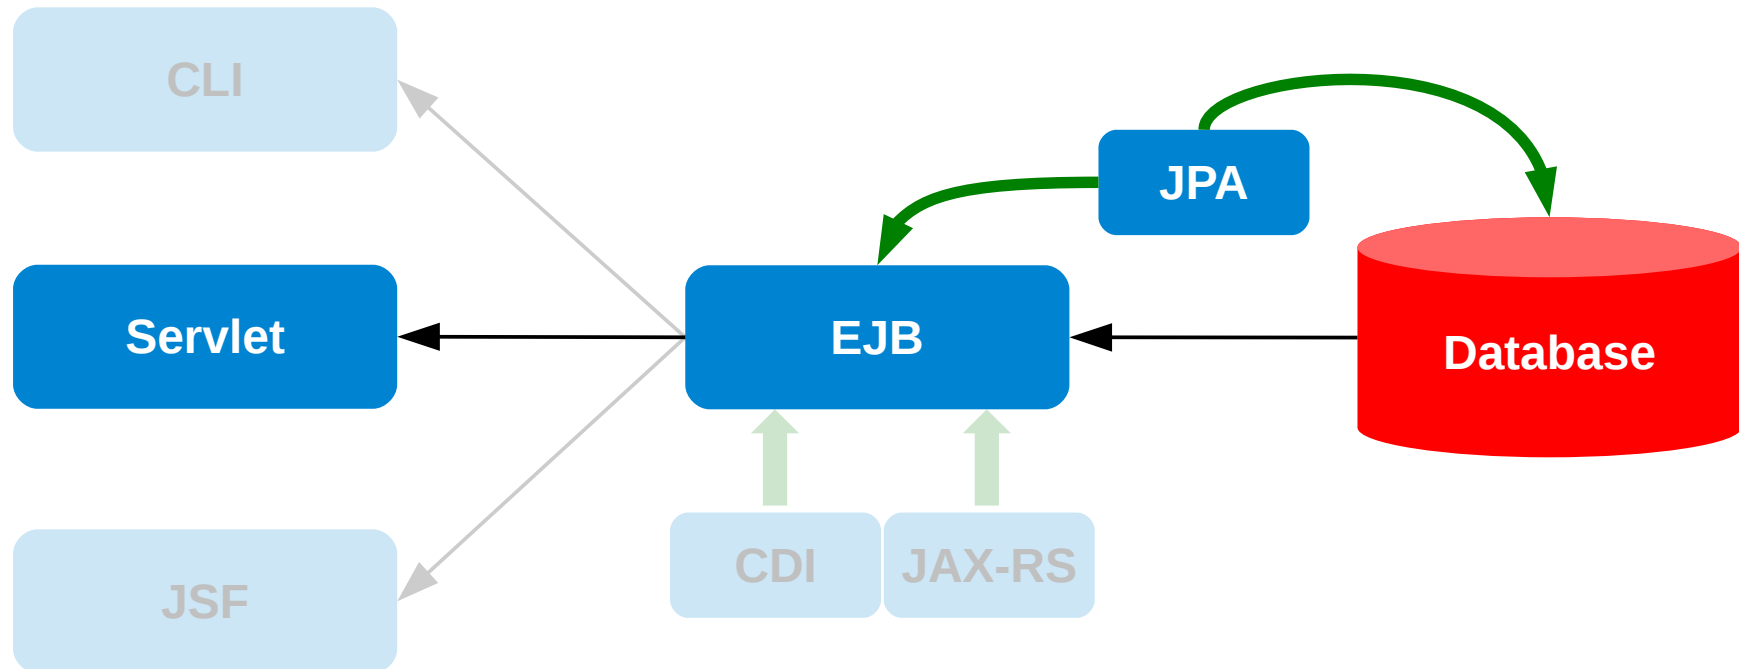 CLI
JPA
Servlet
EJB
Database
CDI
JAX-RS
JSF